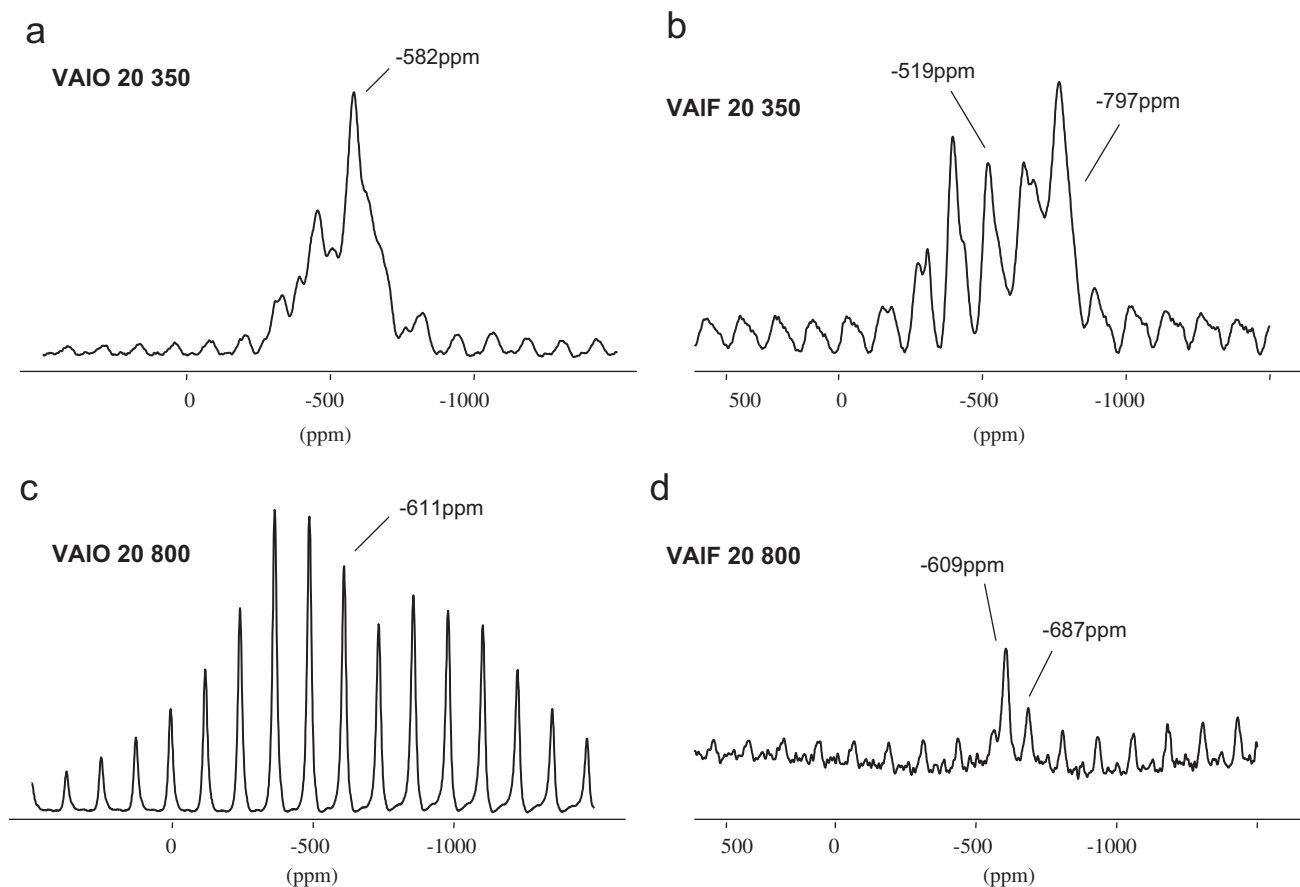 a
-582ppm
VAIO 20 350
0 -500 -1000
(ppm)
b
-519ppm
-797ppm
VAIF 20 350
500 0 -500 -1000
(ppm)
c
-611ppm
VAIO 20 800
0 -500 -1000
(ppm)
d
VAIF 20 800
-609ppm
-687ppm
500 0 -500 -1000
(ppm)